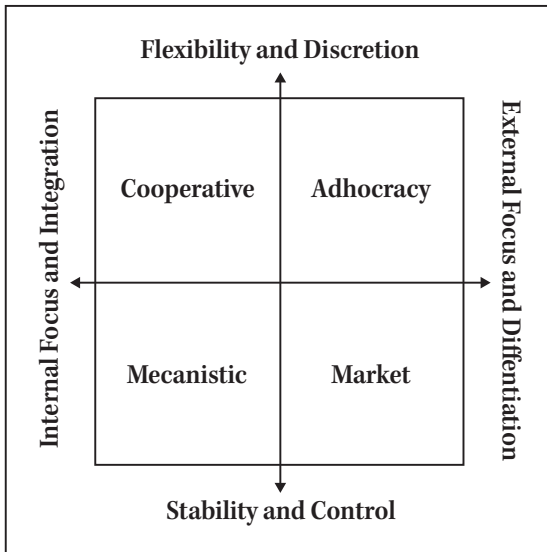 Flexibility and Discretion
Internal Focus and Integration
External Focus and Diffentiation
Cooperative
Adhocracy
Mecanistic
Market
Stability and Control